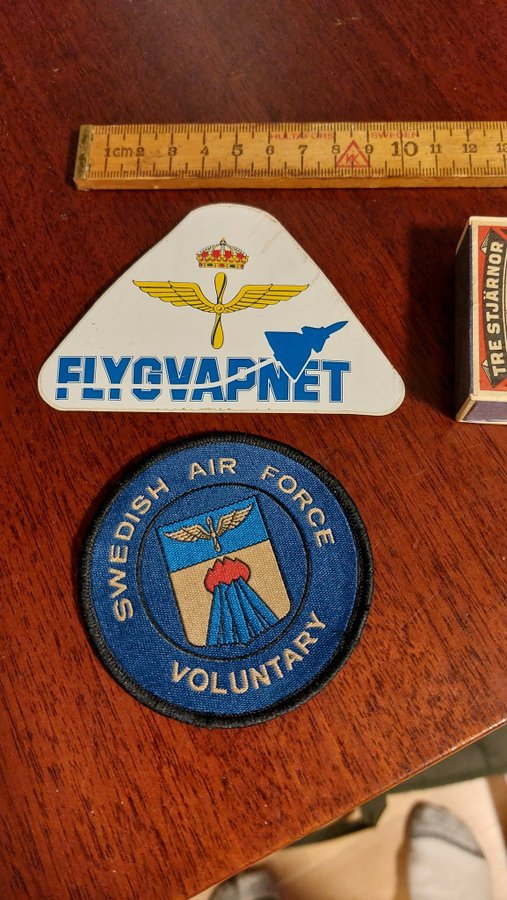 HULTAFORS SWEDEN
1cm 2 3 4 5 6 7 8 9 10 11 12 13
FLYGVAPNET
TRE STJÄRNOR
SWEDISH AIR FORCE
VOLUNTARY